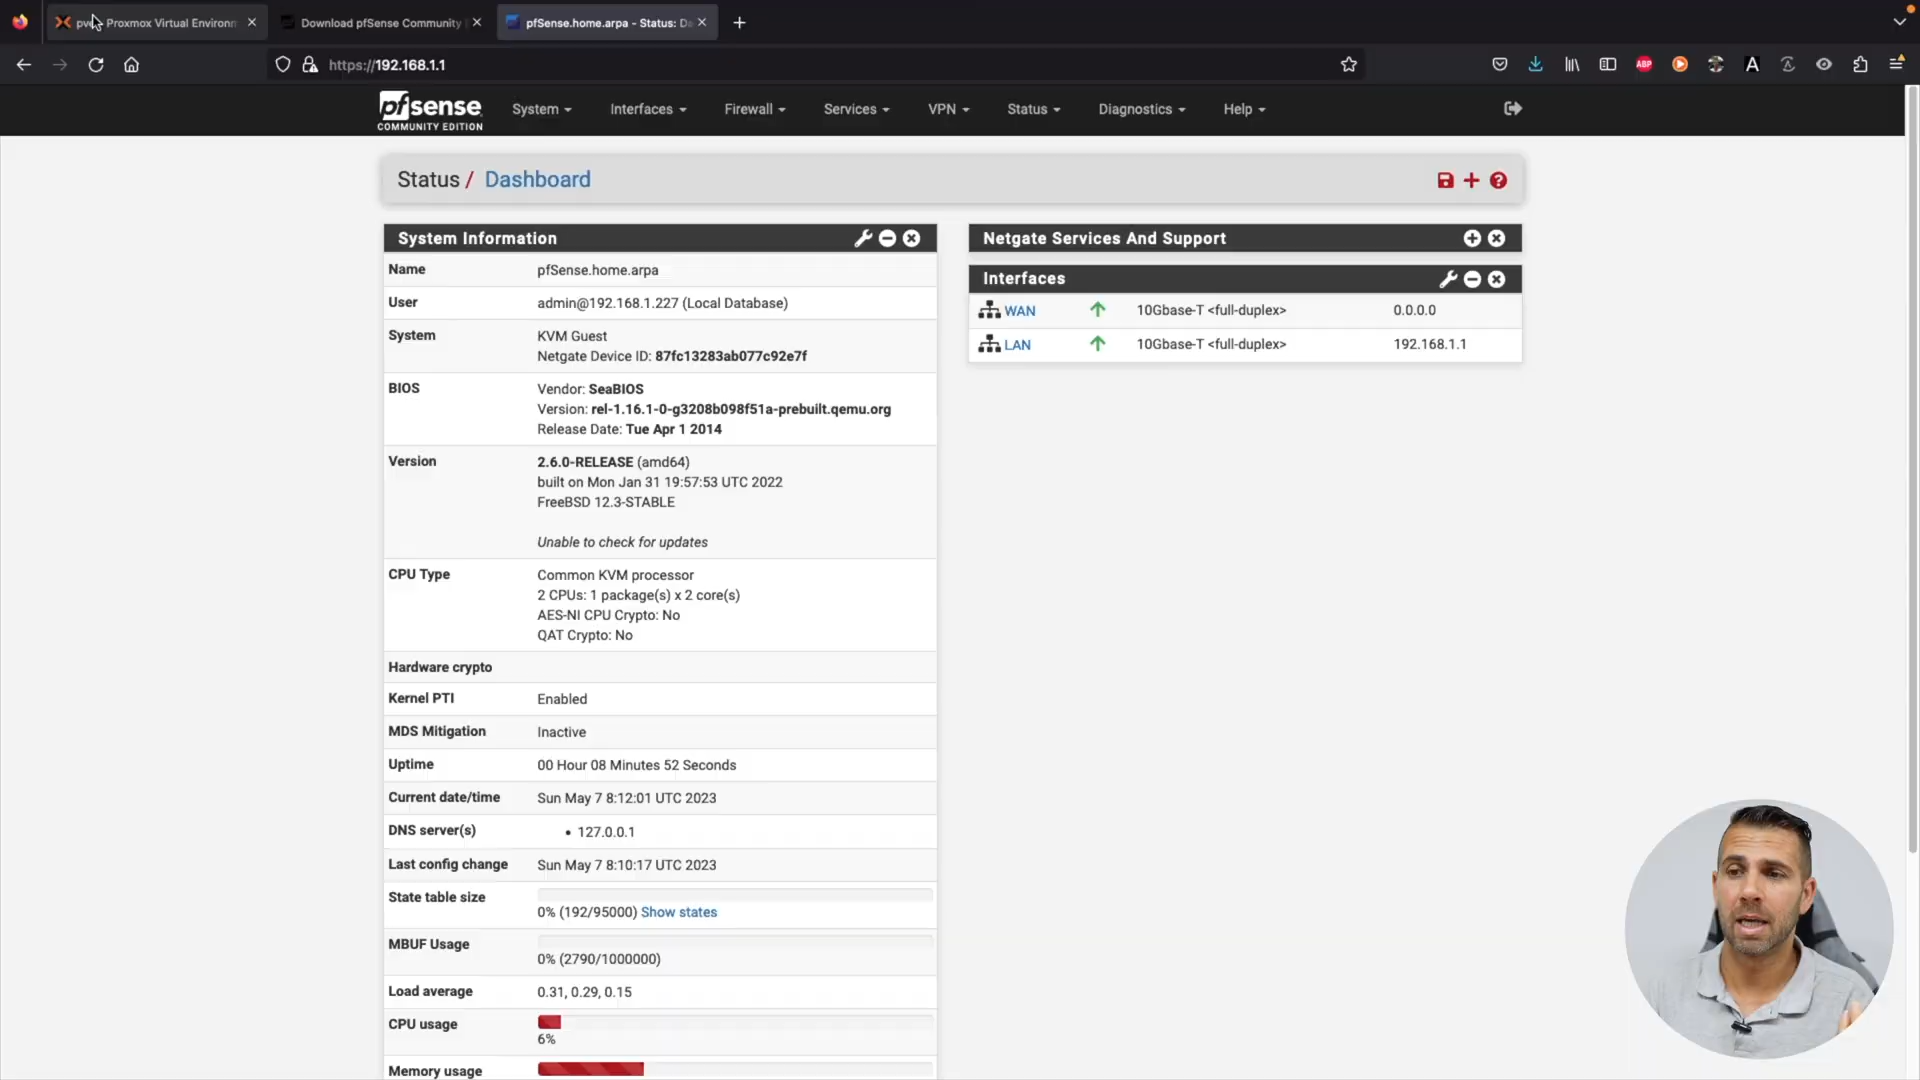 pve Proxmox Virtual Environm
Download pfSense Community
pfSense.home.arpa - Status: Da
https://192.168.1.1
ABP
A
pfsense
COMMUNITY EDITION
System
Interfaces
Firewall
Services
VPN
Status
Diagnostics
Help
Status / Dashboard
System Information
Name pfSense.home.arpa
User admin@192.168.1.227 (Local Database)
System KVM Guest
Netgate Device ID: 87fc13283ab077c92e7f
BIOS Vendor: SeaBIOS
Version: rel-1.16.1-0-g3208b098f51a-prebuilt.qemu.org
Release Date: Tue Apr 1 2014
Version 2.6.0-RELEASE (amd64)
built on Mon Jan 31 19:57:53 UTC 2022
FreeBSD 12.3-STABLE
Unable to check for updates
CPU Type Common KVM processor
2 CPUs: 1 package(s) x 2 core(s)
AES-NI CPU Crypto: No
QAT Crypto: No
Hardware crypto
Kernel PTI Enabled
MDS Mitigation Inactive
Uptime 00 Hour 08 Minutes 52 Seconds
Current date/time Sun May 7 8:12:01 UTC 2023
DNS server(s) • 127.0.0.1
Last config change Sun May 7 8:10:17 UTC 2023
State table size
0% (192/95000) Show states
MBUF Usage
0% (2790/1000000)
Load average 0.31, 0.29, 0.15
CPU usage
6%
Memory usage
Netgate Services And Support
Interfaces
WAN 10Gbase-T <full-duplex> 0.0.0.0
LAN 10Gbase-T <full-duplex> 192.168.1.1